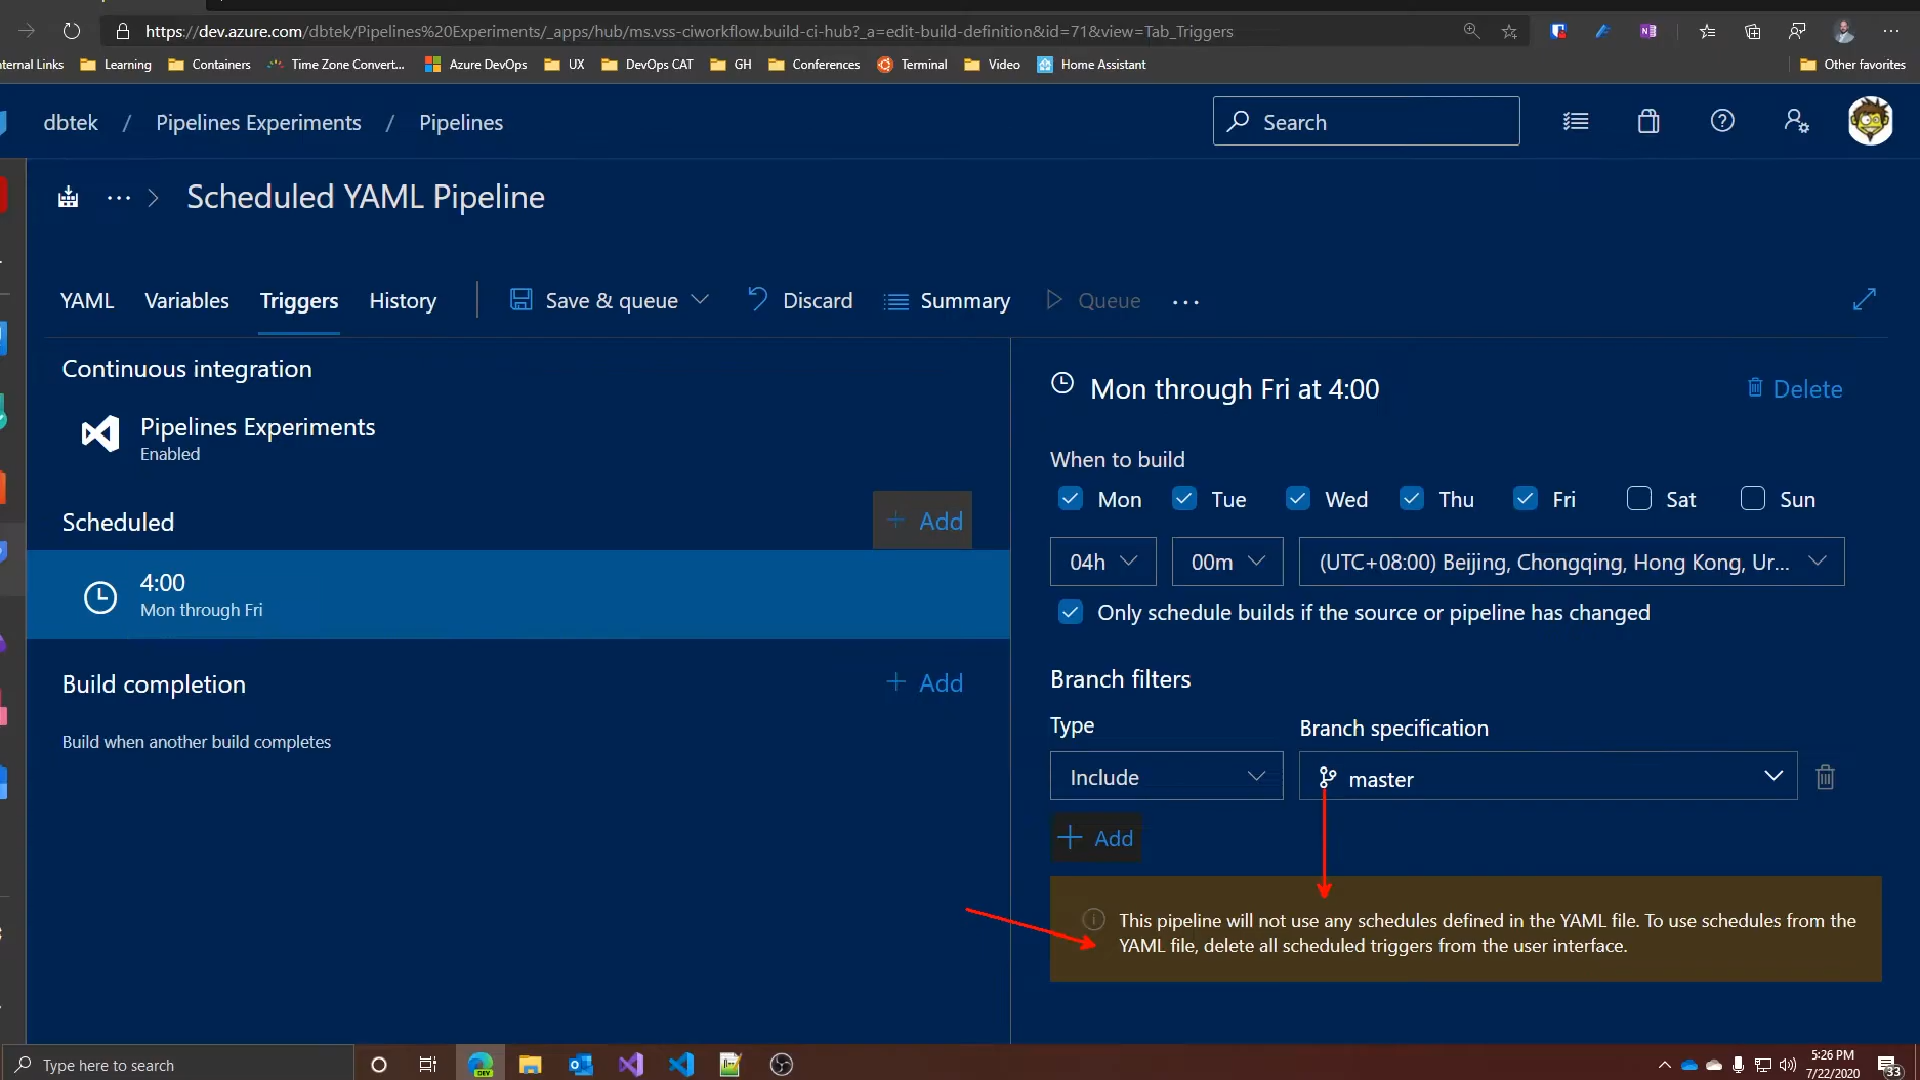 https://dev.azure.com/dbtek/Pipelines%20Experiments/_apps/hub/ms.vss-ciworkflow.build-ci-hub?_a=edit-build-definition&id=71&view=Tab_Triggers
ternal Links Learning Containers Time Zone Convert... Azure DevOps UX DevOps CAT GH Conferences Terminal Video Home Assistant Other favorites
dbtek / Pipelines Experiments / Pipelines Search
Scheduled YAML Pipeline
YAML Variables Triggers History Save & queue Discard Summary Queue
Continuous integration
Pipelines Experiments
Enabled
Scheduled + Add
4:00
Mon through Fri
Build completion + Add
Build when another build completes
Mon through Fri at 4:00 Delete
When to build
Mon Tue Wed Thu Fri Sat Sun
04h 00m (UTC+08:00) Beijing, Chongqing, Hong Kong, Ur...
Only schedule builds if the source or pipeline has changed
Branch filters
Type Branch specification
Include master
+ Add
This pipeline will not use any schedules defined in the YAML file. To use schedules from the
YAML file, delete all scheduled triggers from the user interface.
Type here to search
5:26 PM
7/22/2020
33